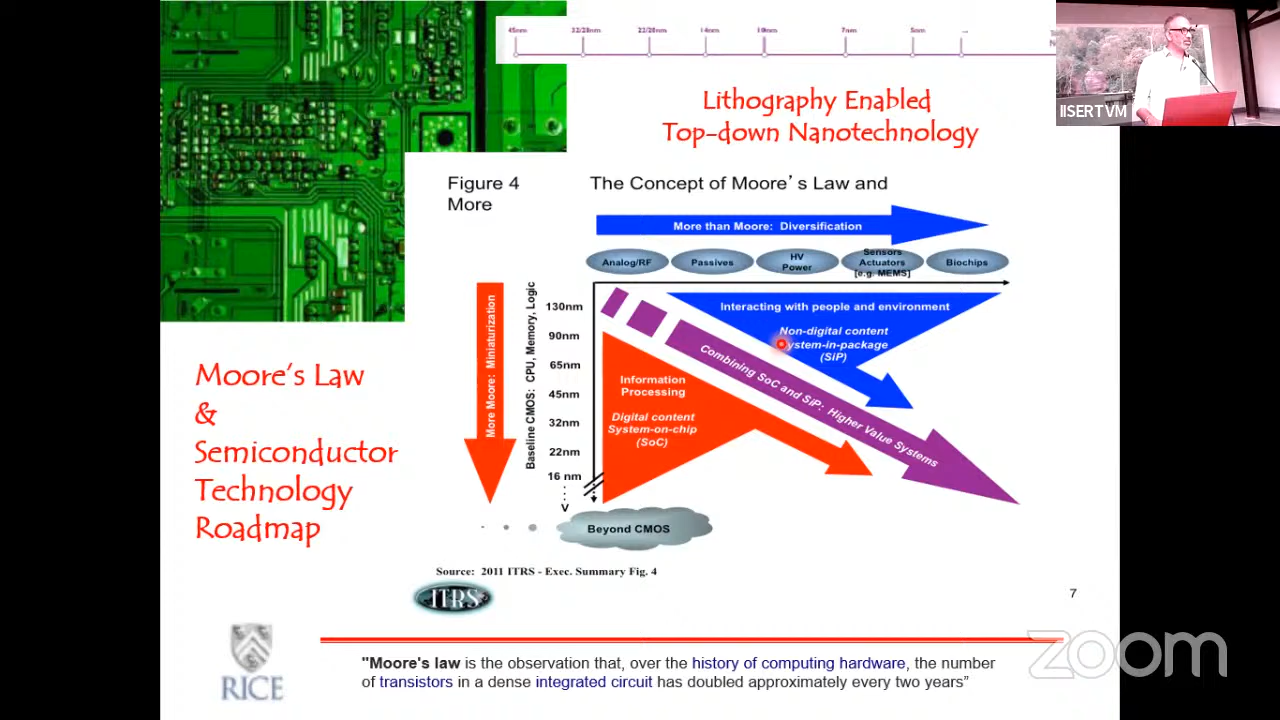 45nm 32/28nm 22/20nm 14nm 10nm 7nm 5nm ...
IISERTVM
Lithography Enabled
Top-down Nanotechnology
Figure 4 The Concept of Moore's Law and
More
More than Moore: Diversification
Analog/RF
Passives
HV
Power
Sensors
Actuators
[e.g. MEMS]
Biochips
More Moore: Miniaturization
Baseline CMOS: CPU, Memory, Logic
130nm
90nm
65nm
45nm
32nm
22nm
16 nm
Interacting with people and environment
Non-digital content
System-in-package
(SiP)
Combining SoC and SiP: Higher Value Systems
Information
Processing
Digital content
System-on-chip
(SoC)
Beyond CMOS
Moore's Law
&
Semiconductor
Technology
Roadmap
Source: 2011 ITRS - Exec. Summary Fig. 4
ITRS
7
RICE
"Moore's law is the observation that, over the history of computing hardware, the number
of transistors in a dense integrated circuit has doubled approximately every two years”
zoom